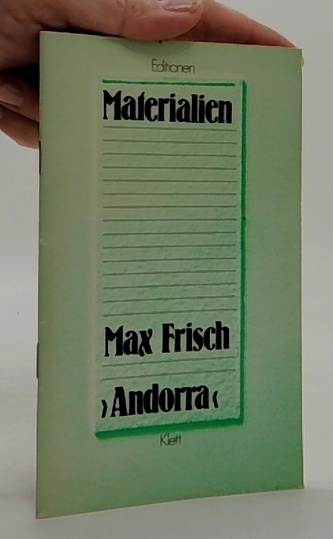 Editionen
Materialien
Max Frisch
›Andorra‹
Klett